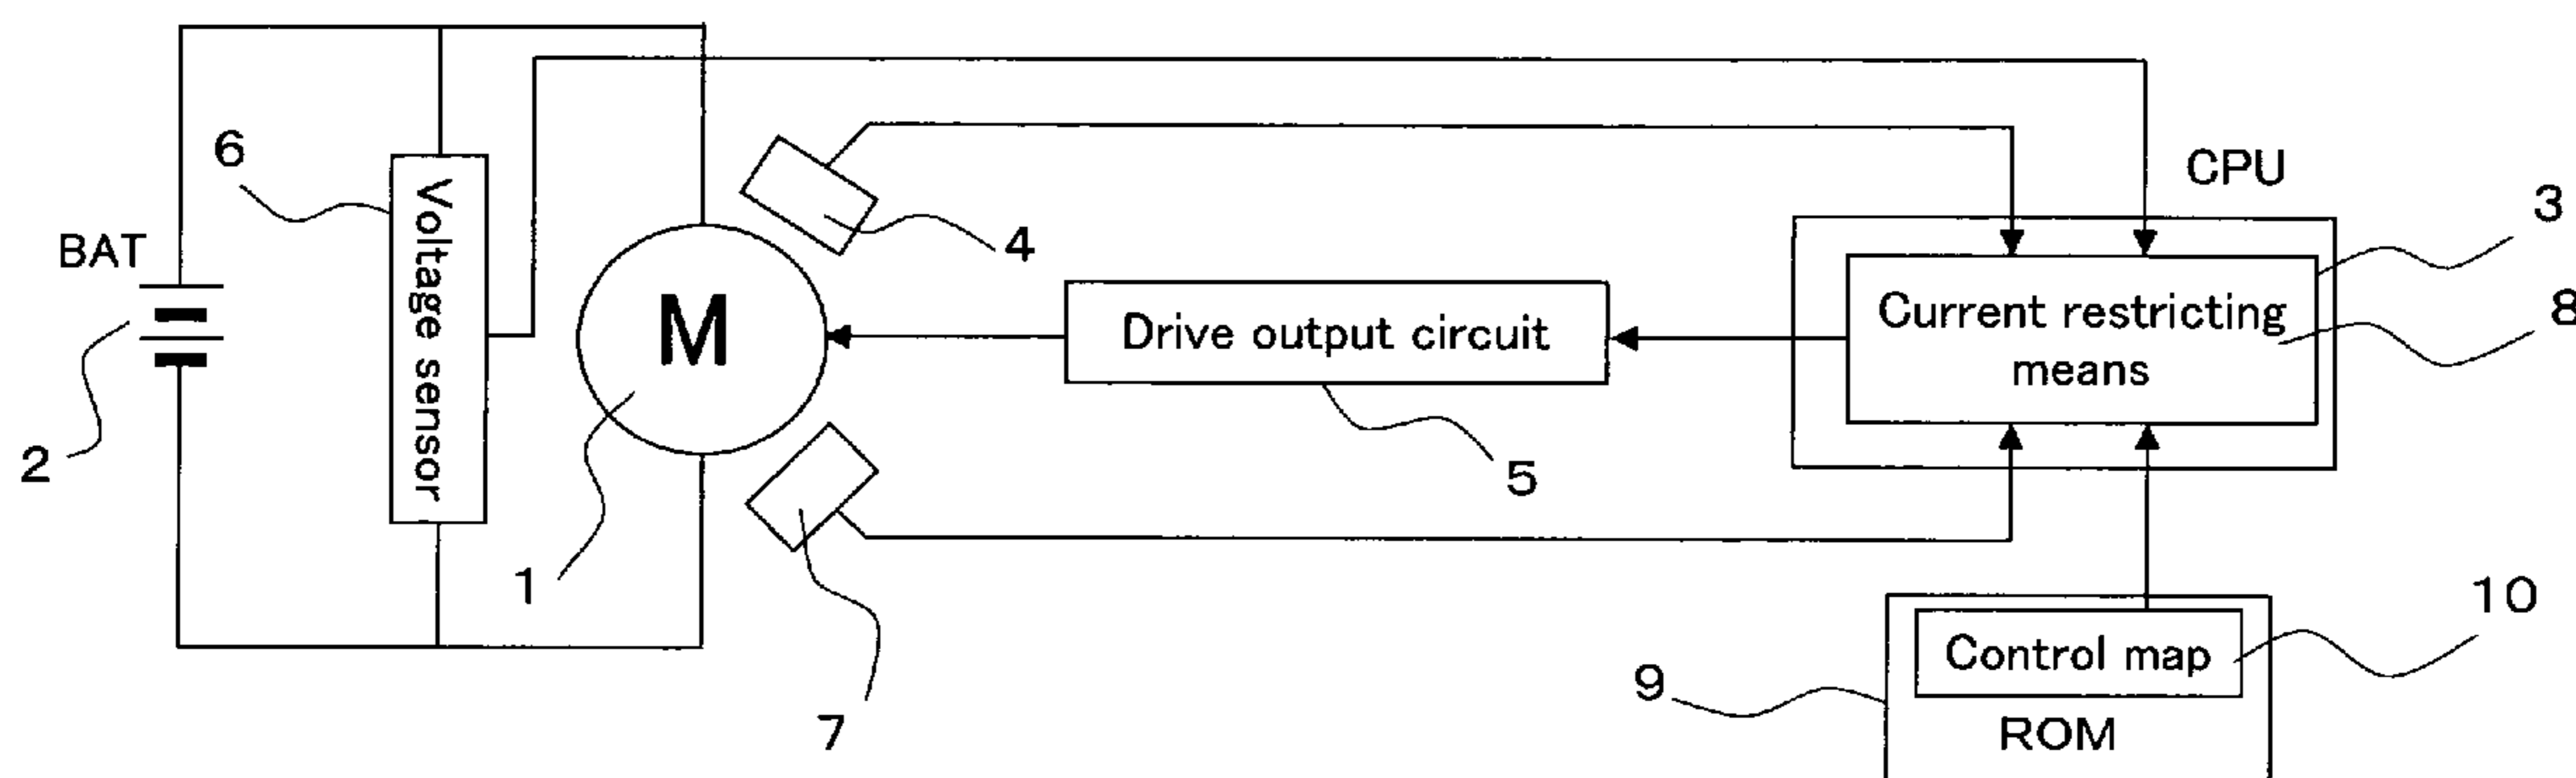 6
BAT
2
Voltage sensor
M
1
4
7
Drive output circuit
5
CPU
3
Current restricting
means
8
10
Control map
9
ROM